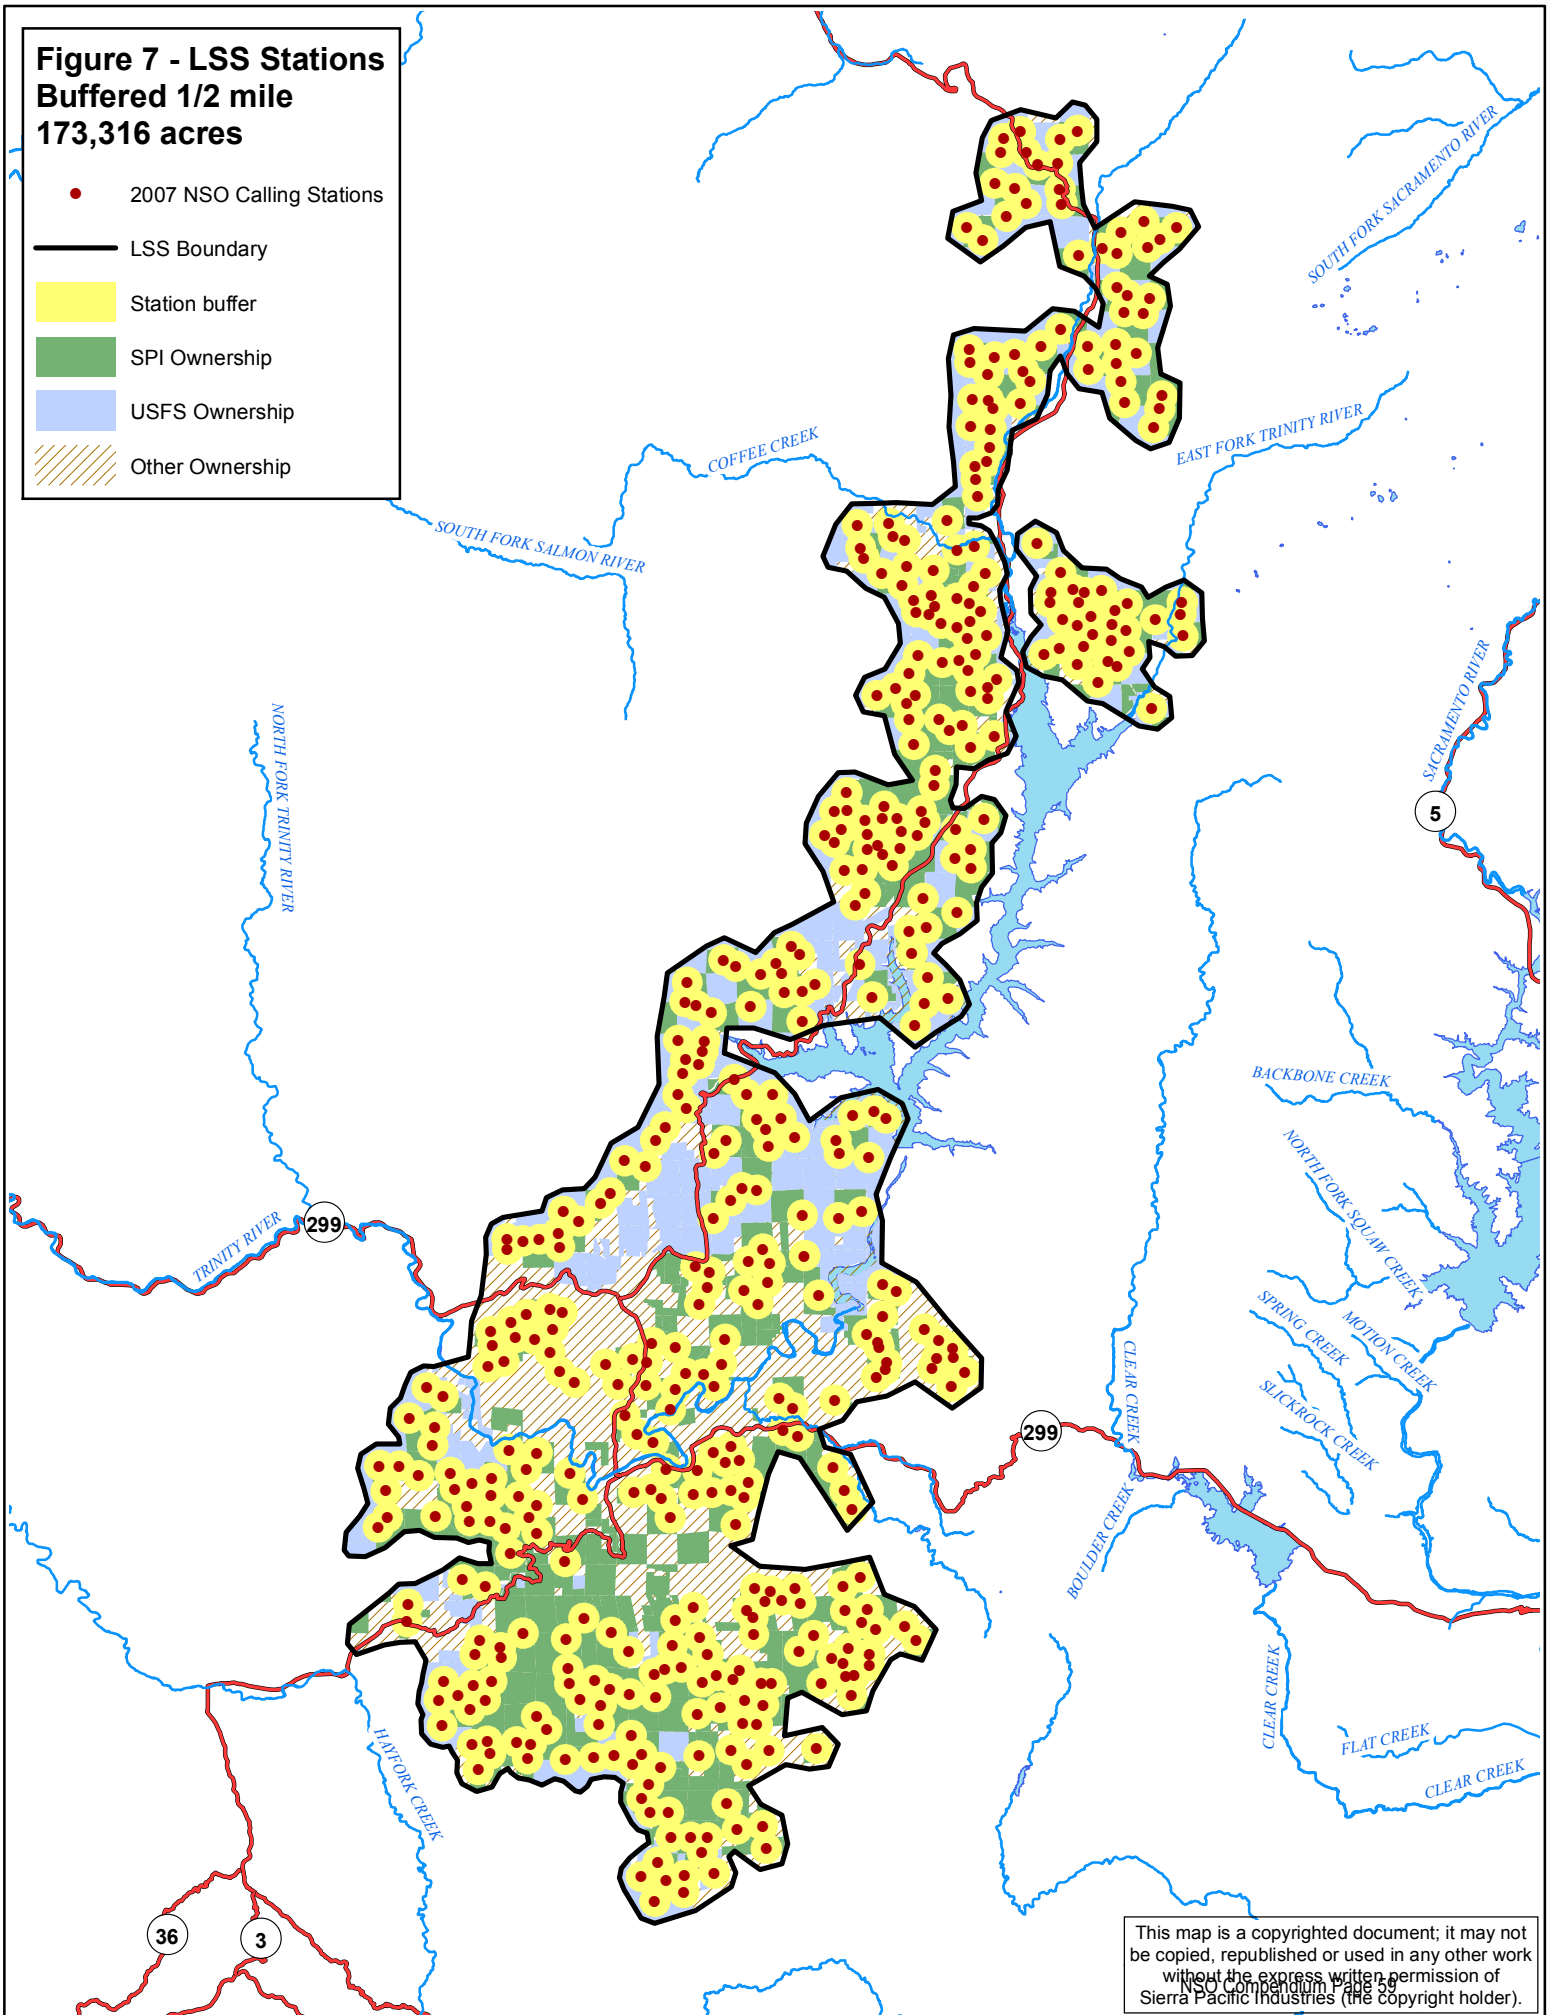 Figure 7 - LSS Stations
Buffered 1/2 mile
173,316 acres
2007 NSO Calling Stations
LSS Boundary
Station buffer
SPI Ownership
USFS Ownership
Other Ownership
SOUTH FORK SACRAMENTO RIVER
EAST FORK TRINITY RIVER
COFFEE CREEK
SOUTH FORK SALMON RIVER
SACRAMENTO RIVER
NORTH FORK TRINITY RIVER
5
BACKBONE CREEK
NORTH FORK SQUAW CREEK
299
TRINITY RIVER
SPRING CREEK
MOTION CREEK
CLEAR CREEK
SLICKROCK CREEK
299
BOULDER CREEK
CLEAR CREEK
HAYFORK CREEK
FLAT CREEK
CLEAR CREEK
36
3
This map is a copyrighted document; it may not
be copied, republished or used in any other work
without the express written permission of
NSO Compendium Page 59
Sierra Pacific Industries (the copyright holder).